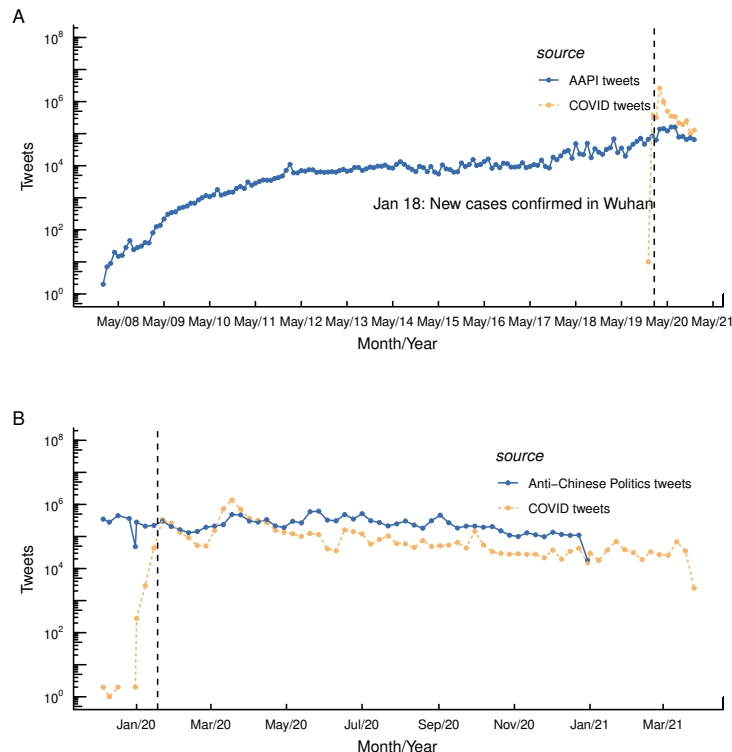 A
10^8
10^6
10^4
10^2
10^0
Tweets
source
AAPI tweets
COVID tweets
Jan 18: New cases confirmed in Wuhan
May/08 May/09 May/10 May/11 May/12 May/13 May/14 May/15 May/16 May/17 May/18 May/19 May/20 May/21
Month/Year
B
10^8
10^6
10^4
10^2
10^0
Tweets
source
Anti−Chinese Politics tweets
COVID tweets
Jan/20 Mar/20 May/20 Jul/20 Sep/20 Nov/20 Jan/21 Mar/21
Month/Year